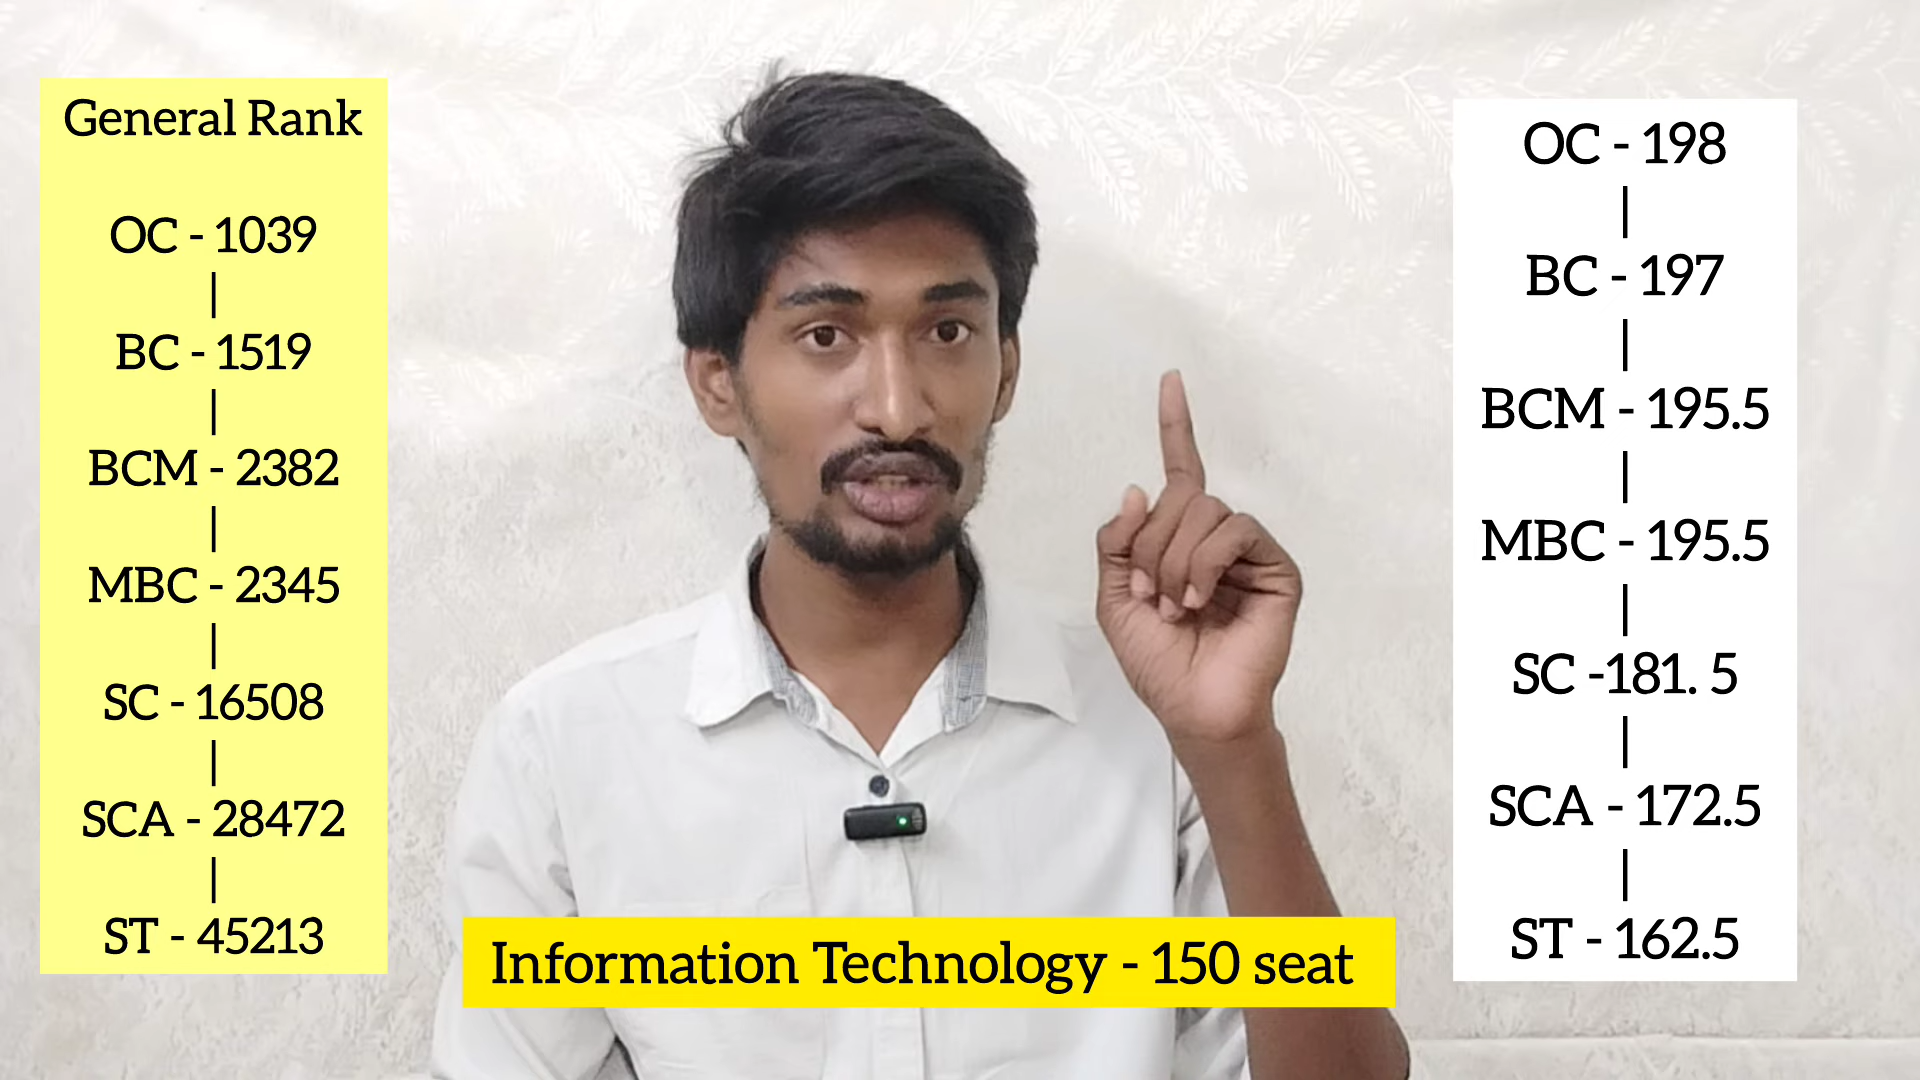 General Rank
OC - 1039
|
BC - 1519
|
BCM - 2382
|
MBC - 2345
|
SC - 16508
|
SCA - 28472
|
ST - 45213
OC - 198
|
BC - 197
|
BCM - 195.5
|
MBC - 195.5
|
SC -181. 5
|
SCA - 172.5
|
ST - 162.5
Information Technology - 150 seat